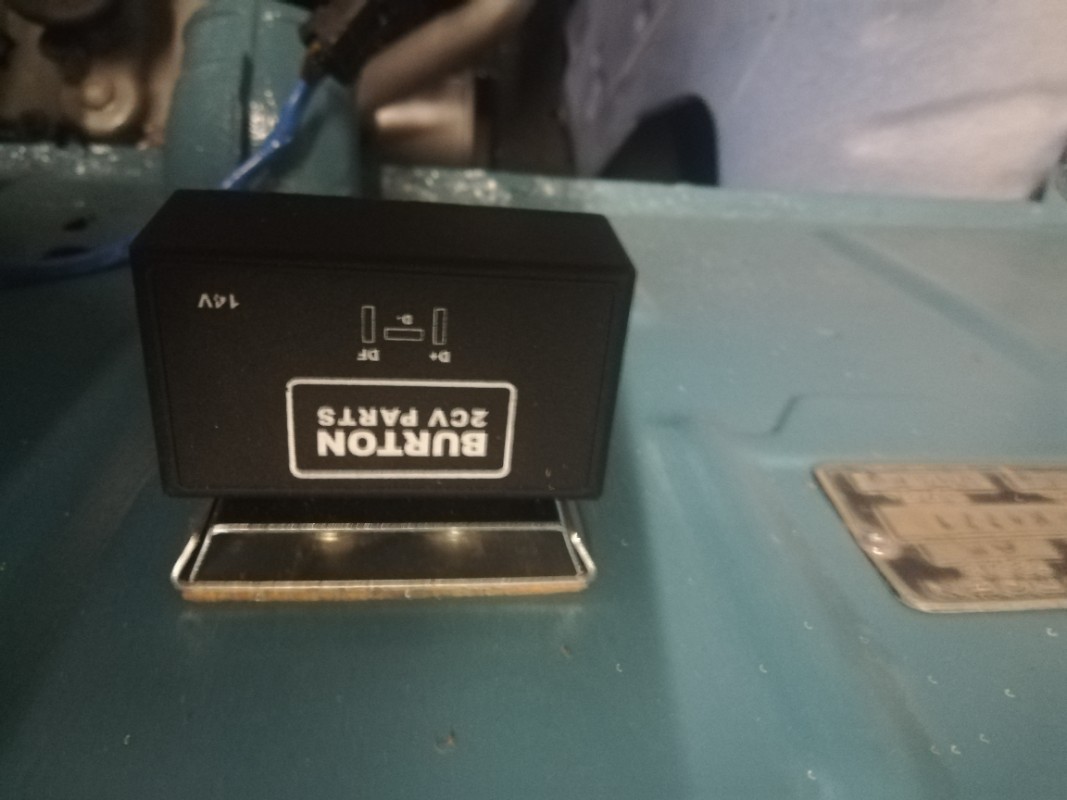 BURTON
2CV PARTS
D+ DF
D-
14V